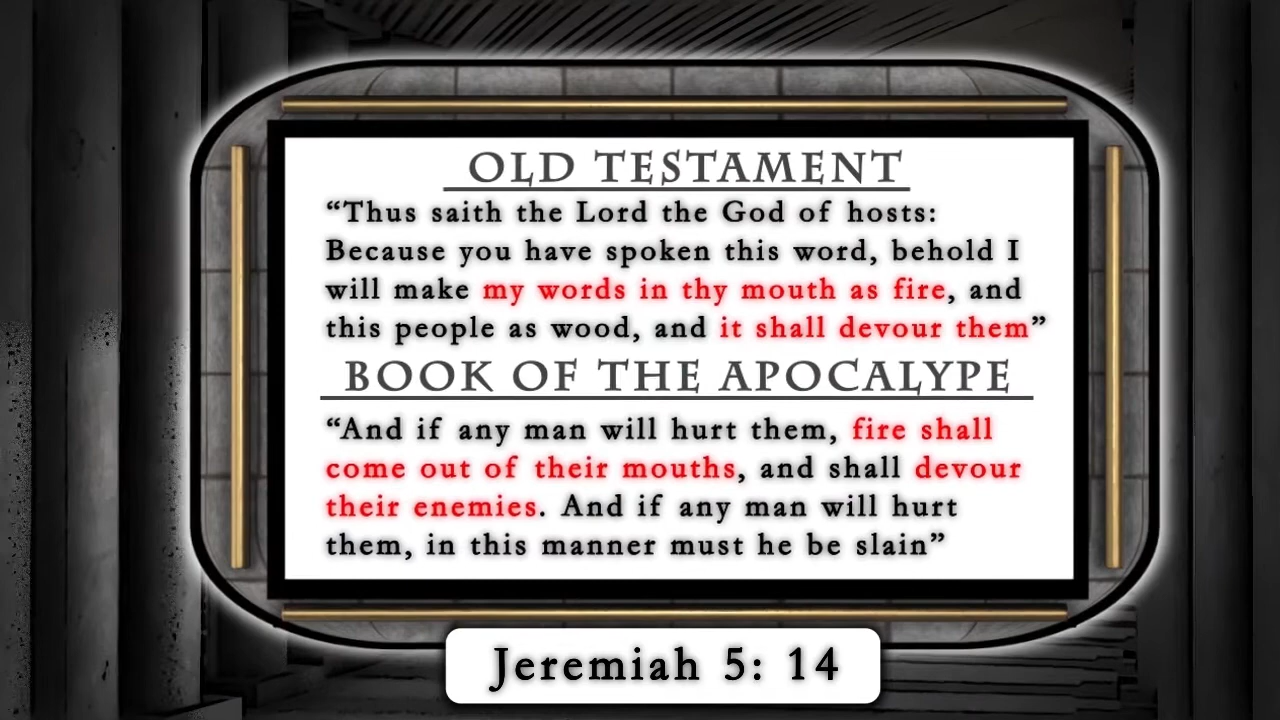 OLD TESTAMENT
“Thus saith the Lord the God of hosts:
Because you have spoken this word, behold I
will make my words in thy mouth as fire, and
this people as wood, and it shall devour them”
BOOK OF THE APOCALYPE
“And if any man will hurt them, fire shall
come out of their mouths, and shall devour
their enemies. And if any man will hurt
them, in this manner must he be slain”
Jeremiah 5: 14